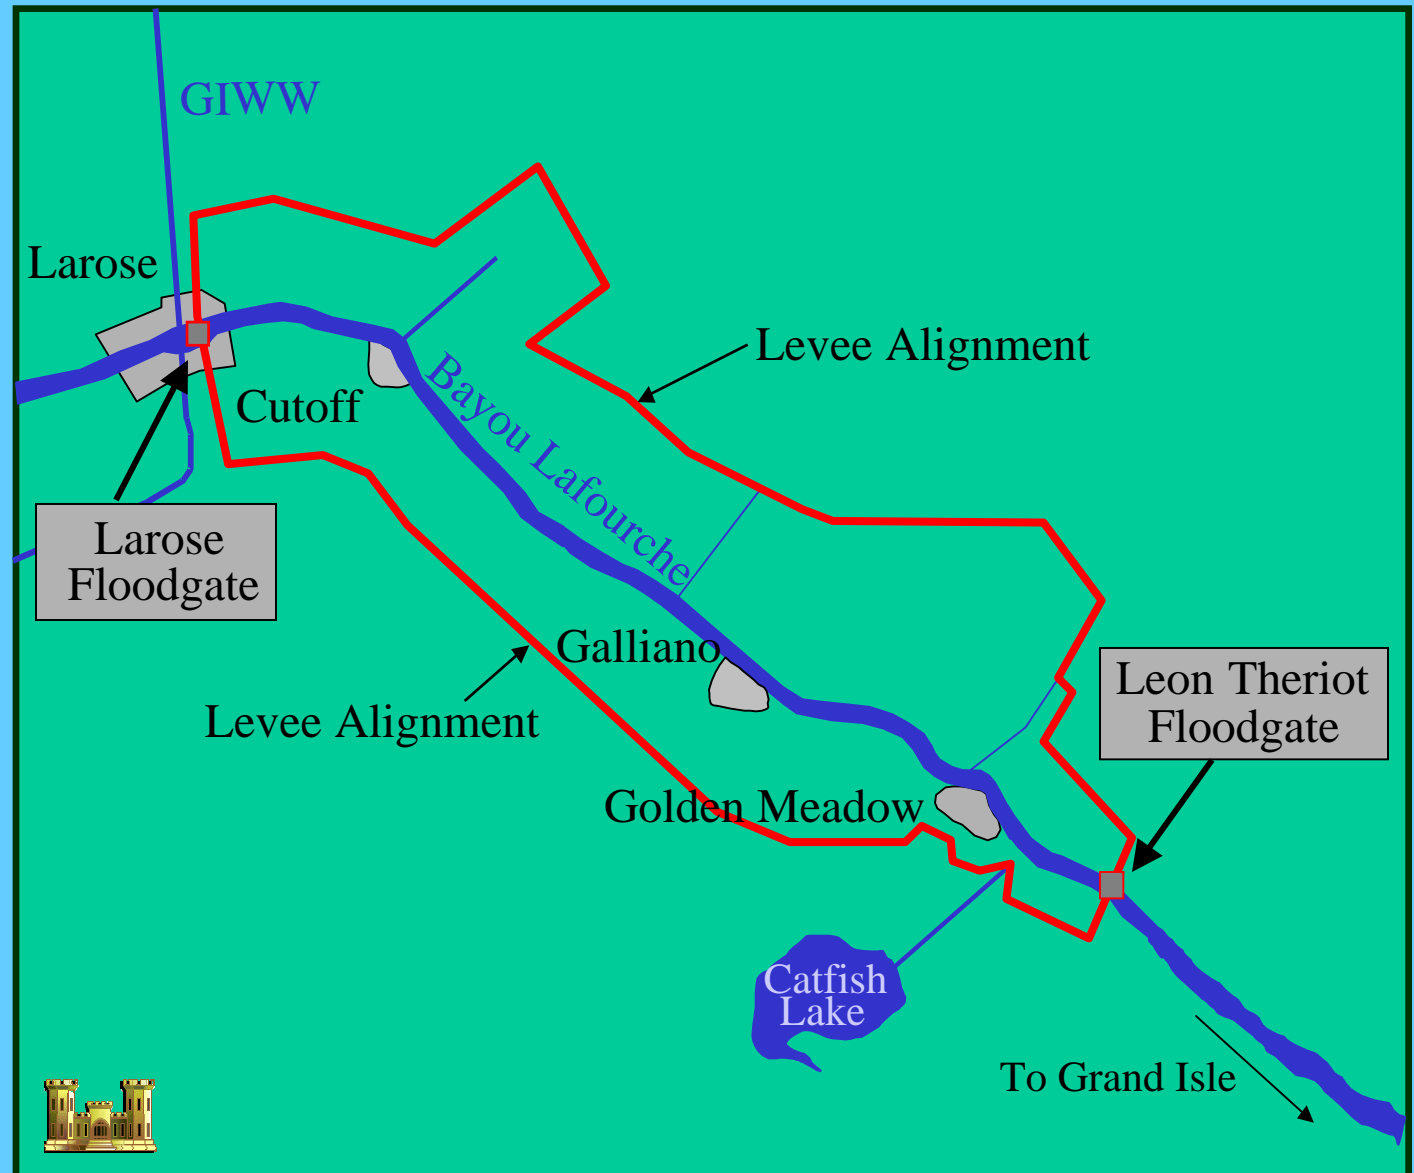 GIWW
Larose
Levee Alignment
Cutoff
Bayou Lafourche
Larose
Floodgate
Galliano
Leon Theriot
Floodgate
Levee Alignment
Golden Meadow
Catfish
Lake
To Grand Isle